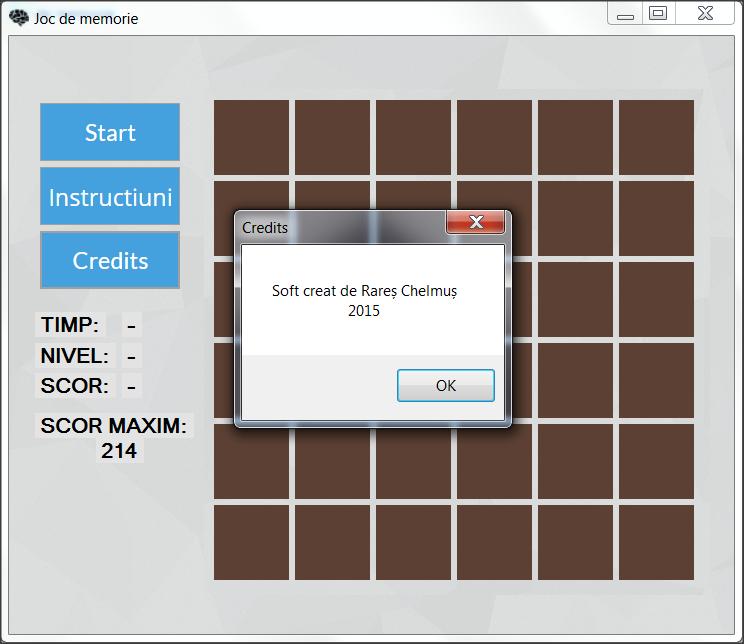 Joc de memorie
Start
Instructiuni
Credits
TIMP: -
NIVEL: -
SCOR: -
SCOR MAXIM:
214
Credits
Soft creat de Rareș Chelmuș
2015
OK